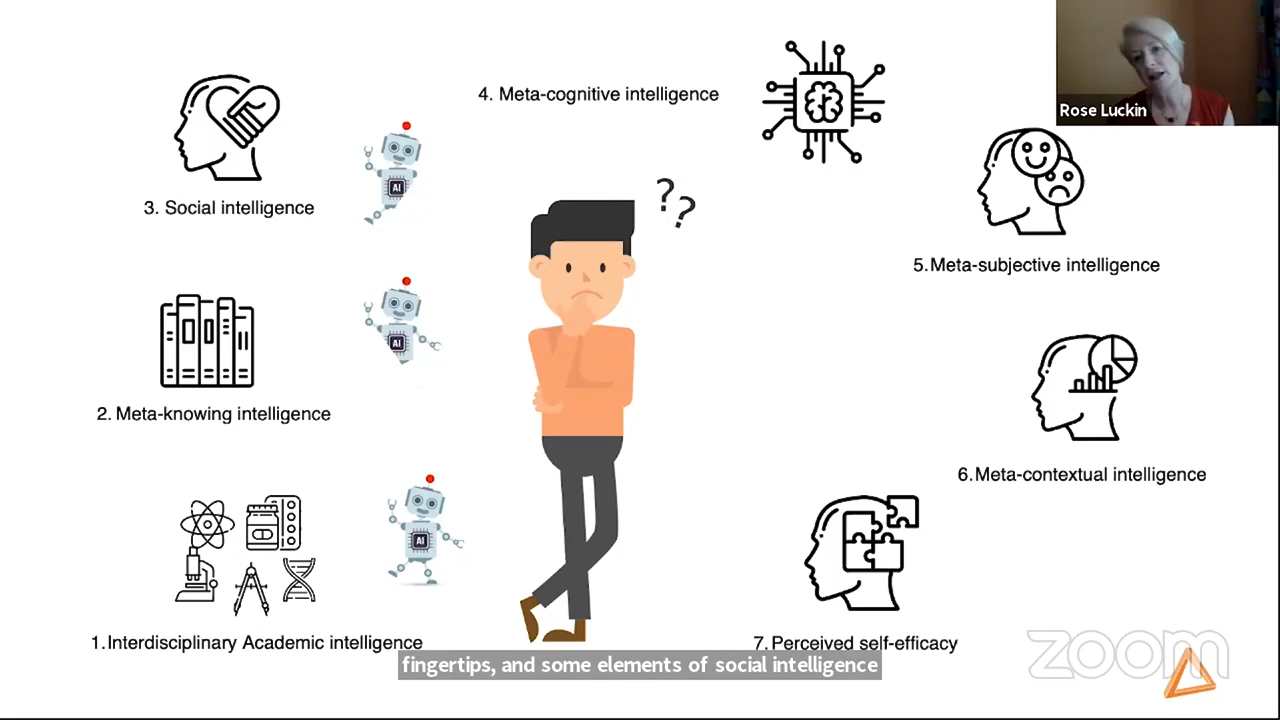 4. Meta-cognitive intelligence
Rose Luckin
3. Social intelligence
AI
??
5. Meta-subjective intelligence
AI
2. Meta-knowing intelligence
6. Meta-contextual intelligence
AI
1. Interdisciplinary Academic intelligence
7. Perceived self-efficacy
fingertips, and some elements of social intelligence
zoom